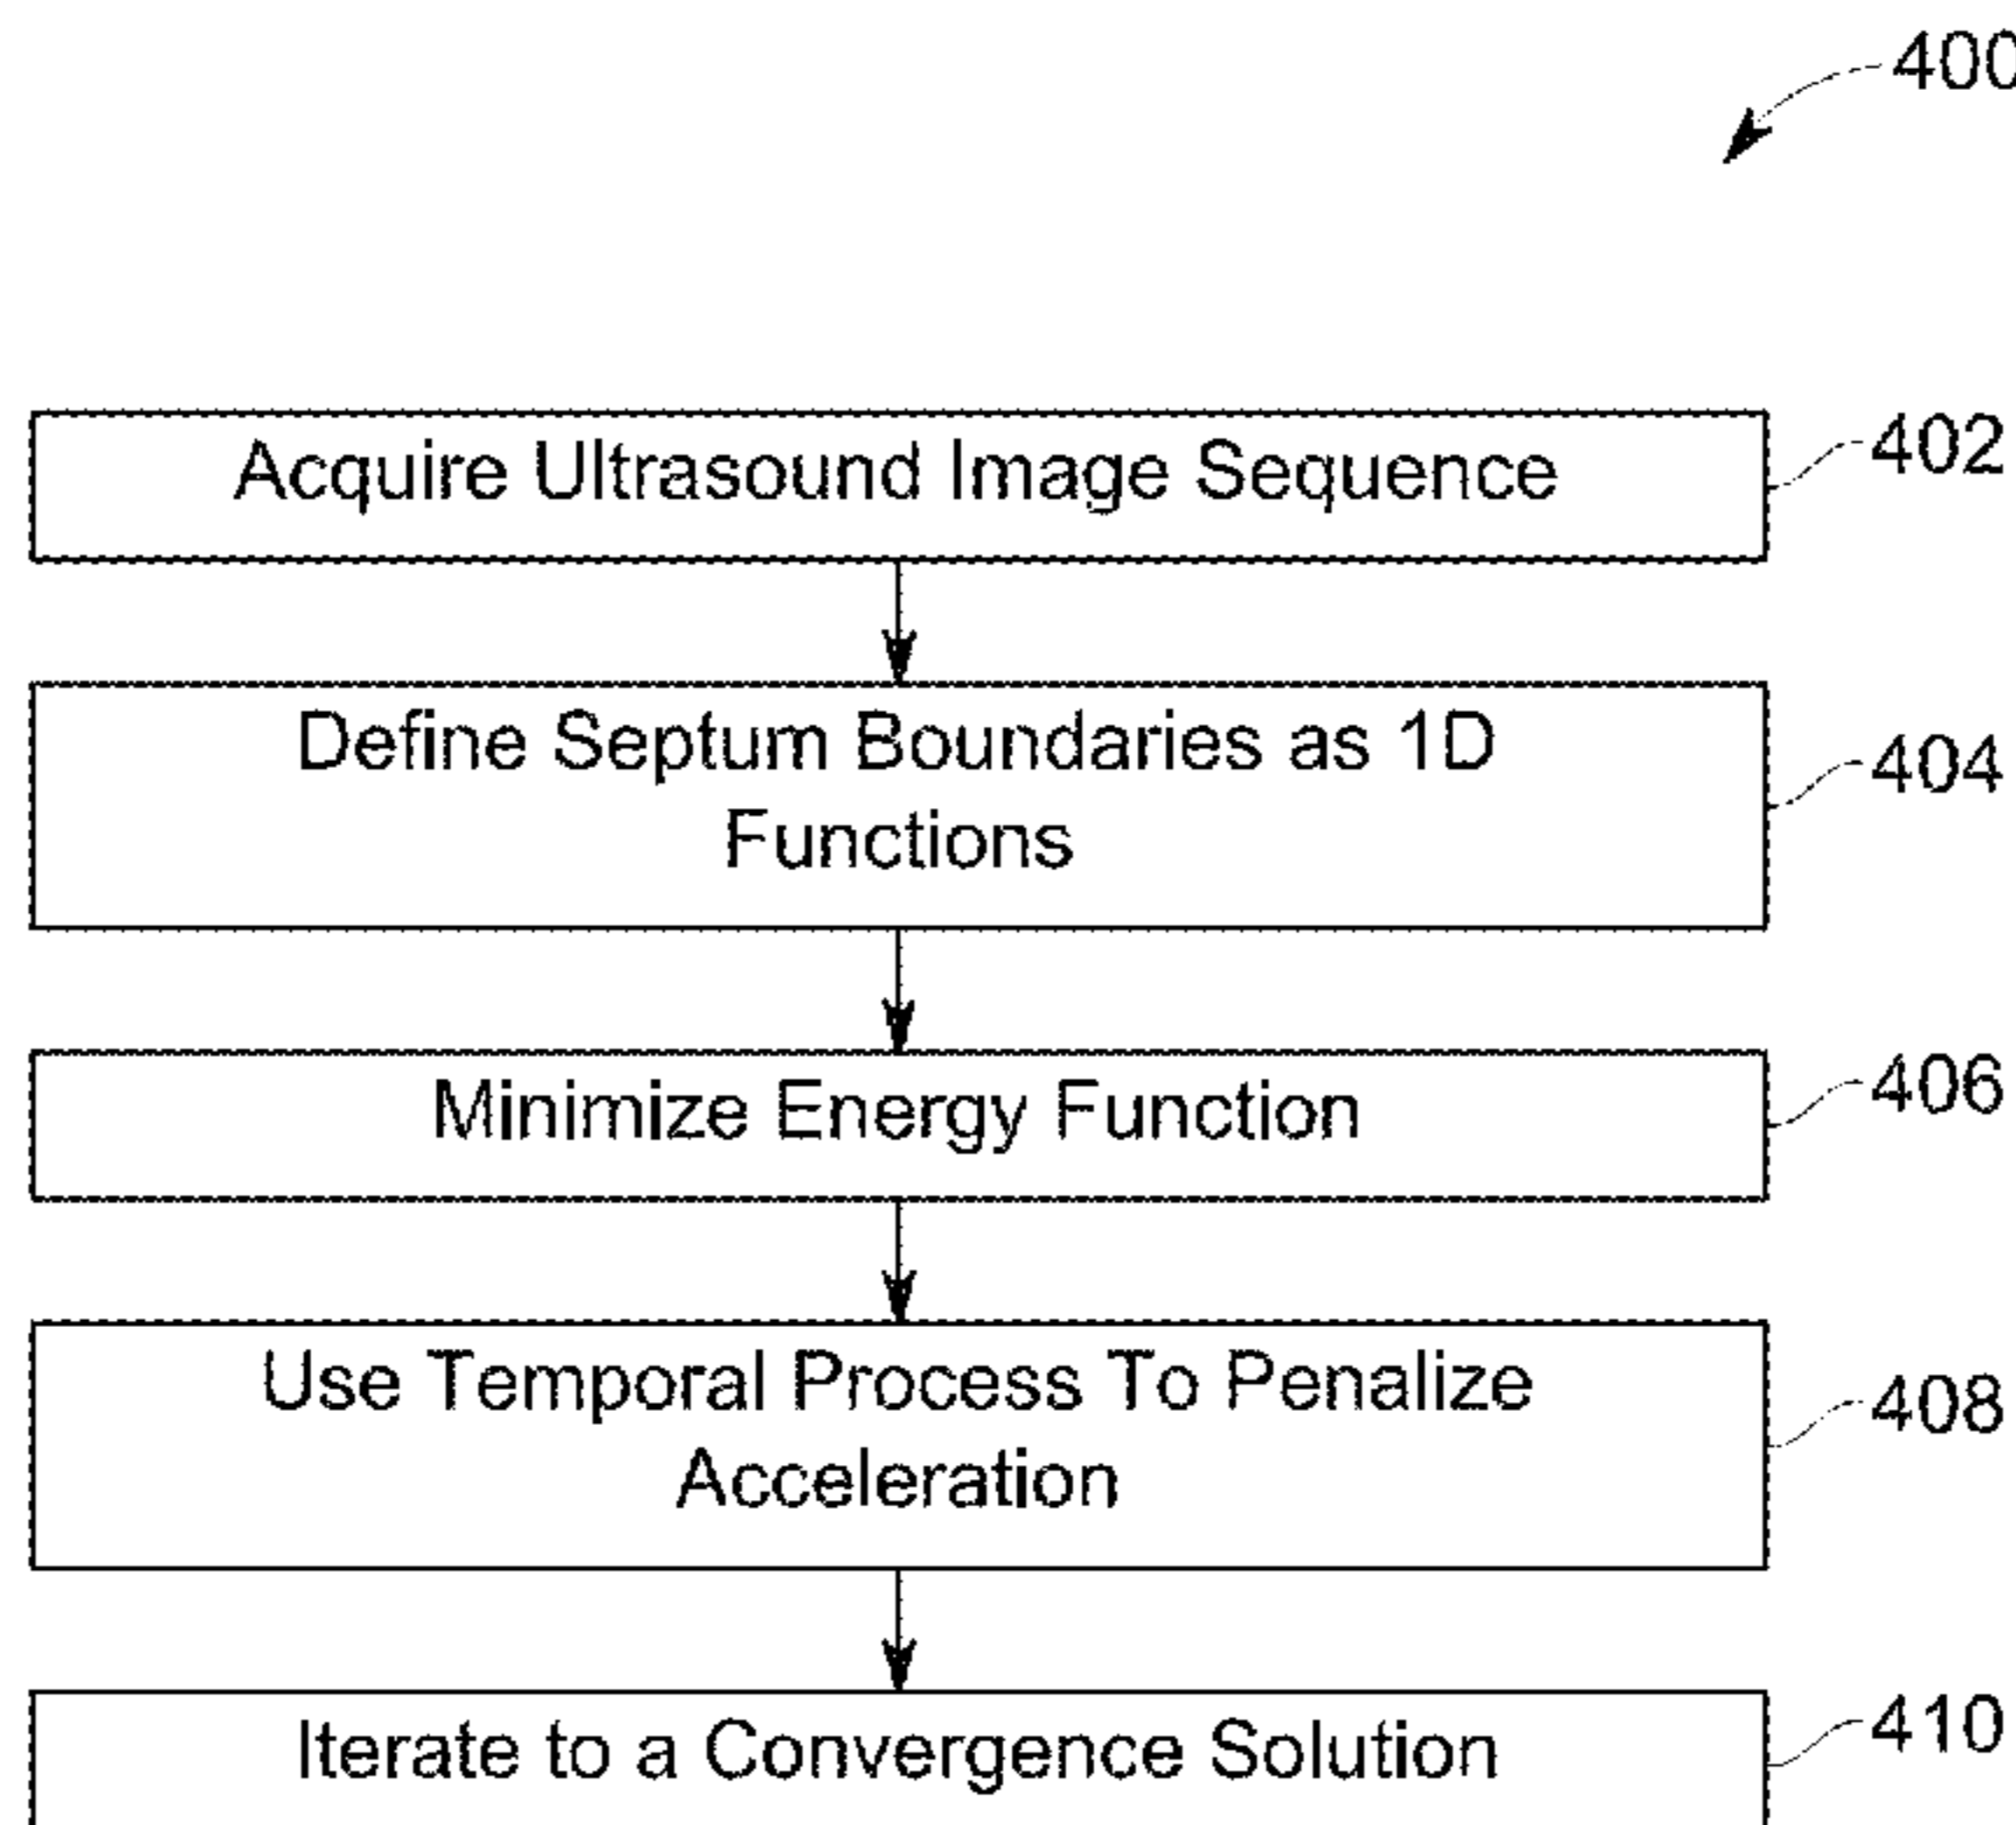 400
Acquire Ultrasound Image Sequence
402
Define Septum Boundaries as 1D
Functions
404
Minimize Energy Function
406
Use Temporal Process To Penalize
Acceleration
408
Iterate to a Convergence Solution
410